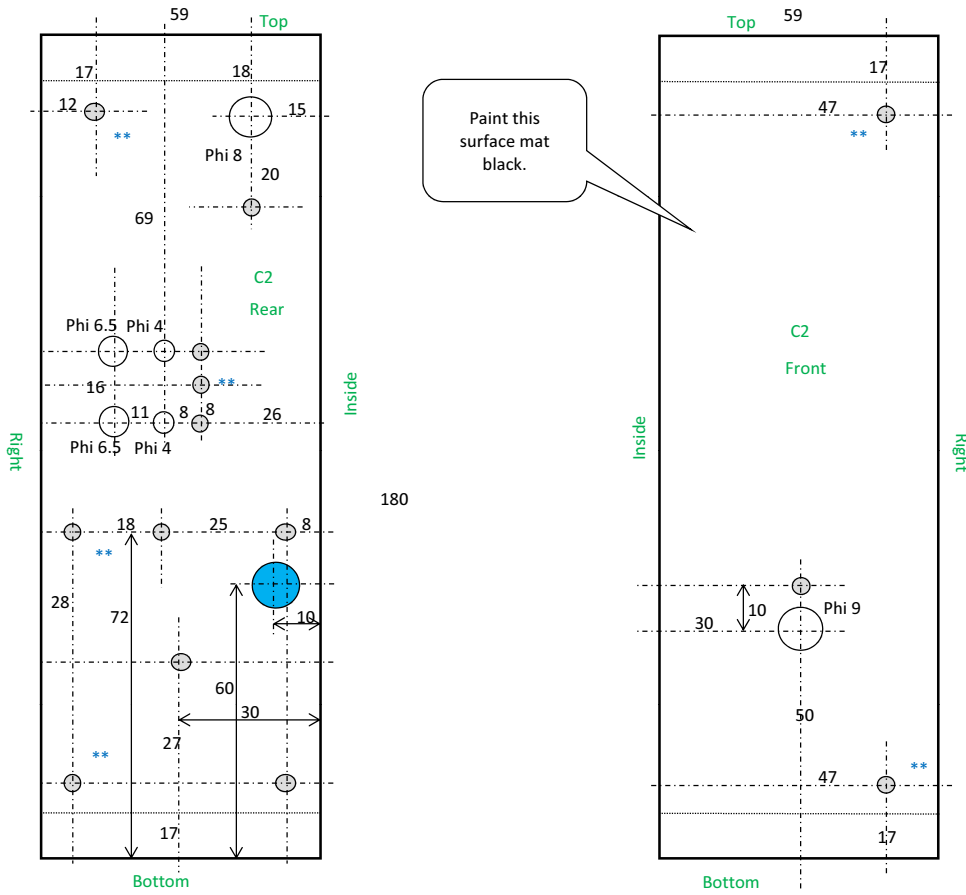 59
Top
17
18
12
15
**
Phi 8
20
69
C2
Rear
Phi 6.5
Phi 4
16
**
11
8
8
26
Phi 6.5
Phi 4
Inside
Right
180
18
25
8
**
28
72
10
60
30
27
**
17
Bottom
59
Top
17
47
**
Paint this
surface mat
black.
C2
Front
Inside
Right
10
Phi 9
30
50
**
47
17
Bottom